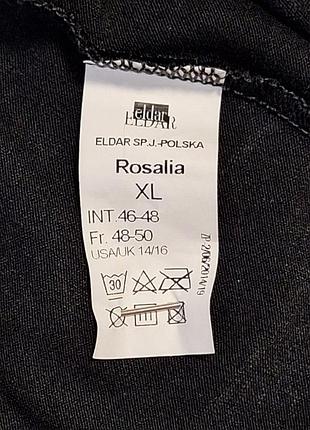 eldar
ELDAR
ELDAR SP.J.-POLSKA
Rosalia
XL
INT.46-48
Fr. 48-50
USA/UK 14/16
30